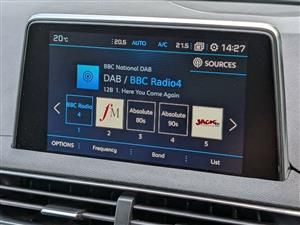 20°C 20.5 AUTO A/C 21.5 14:27
SOURCES
BBC National DAB
DAB / BBC Radio4
12B 1. Here You Come Again
BBC Radio 4
fM
Absolute 80s
Absolute 90s
JACK
1 2 3 4 5
OPTIONS Frequency Band List